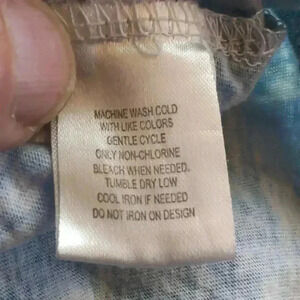 MACHINE WASH COLD
WITH LIKE COLORS
GENTLE CYCLE
ONLY NON-CHLORINE
BLEACH WHEN NEEDED.
TUMBLE DRY LOW
COOL IRON IF NEEDED
DO NOT IRON ON DESIGN